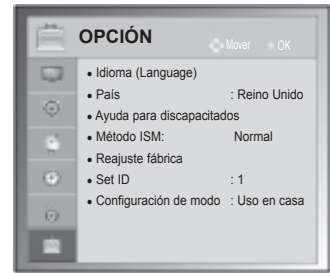 OPCIÓN
Mover OK
• Idioma (Language)
• País : Reino Unido
• Ayuda para discapacitados
• Método ISM: Normal
• Reajuste fábrica
• Set ID : 1
• Configuración de modo : Uso en casa